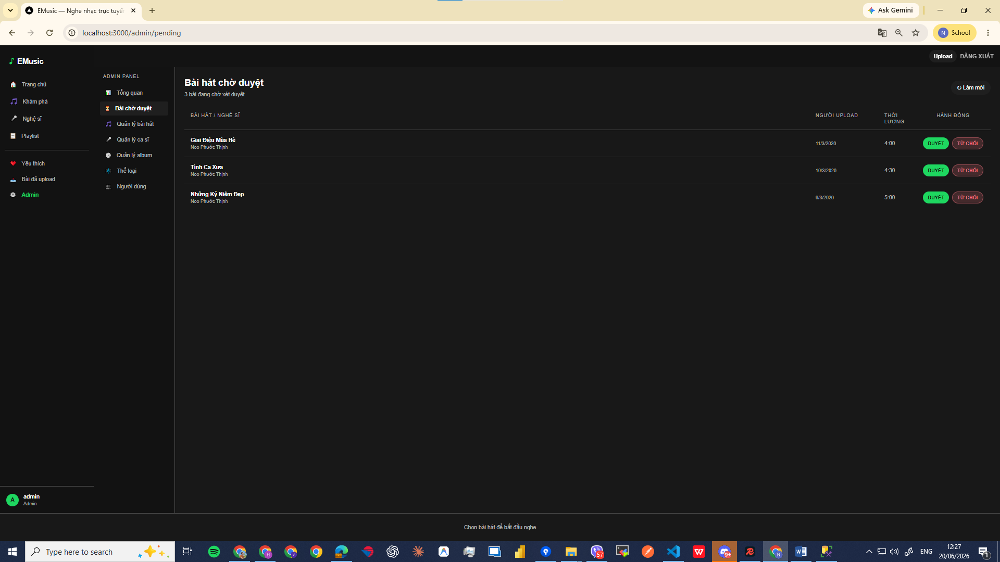 EMusic — Nghe nhạc trực tuyế
Ask Gemini
localhost:3000/admin/pending
N
School
EMusic
Upload
ĐĂNG XUẤT
Trang chủ
Khám phá
Nghệ sĩ
Playlist
Yêu thích
Bài đã upload
Admin
ADMIN PANEL
Tổng quan
Bài chờ duyệt
Quản lý bài hát
Quản lý ca sĩ
Quản lý album
Thể loại
Người dùng
Bài hát chờ duyệt
3 bài đang chờ xét duyệt
↻ Làm mới
BÀI HÁT / NGHỆ SĨ
NGƯỜI UPLOAD
THỜI LƯỢNG
HÀNH ĐỘNG
Giai Điệu Mùa Hè
Noo Phước Thịnh
11/3/2026
4:00
DUYỆT
TỪ CHỐI
Tình Ca Xưa
Noo Phước Thịnh
10/3/2026
4:30
DUYỆT
TỪ CHỐI
Những Kỷ Niệm Đẹp
Noo Phước Thịnh
9/3/2026
5:00
DUYỆT
TỪ CHỐI
A
admin
Admin
Chọn bài hát để bắt đầu nghe
Type here to search
H
V
57
9+
N
ENG
12:27
20/06/2026
1